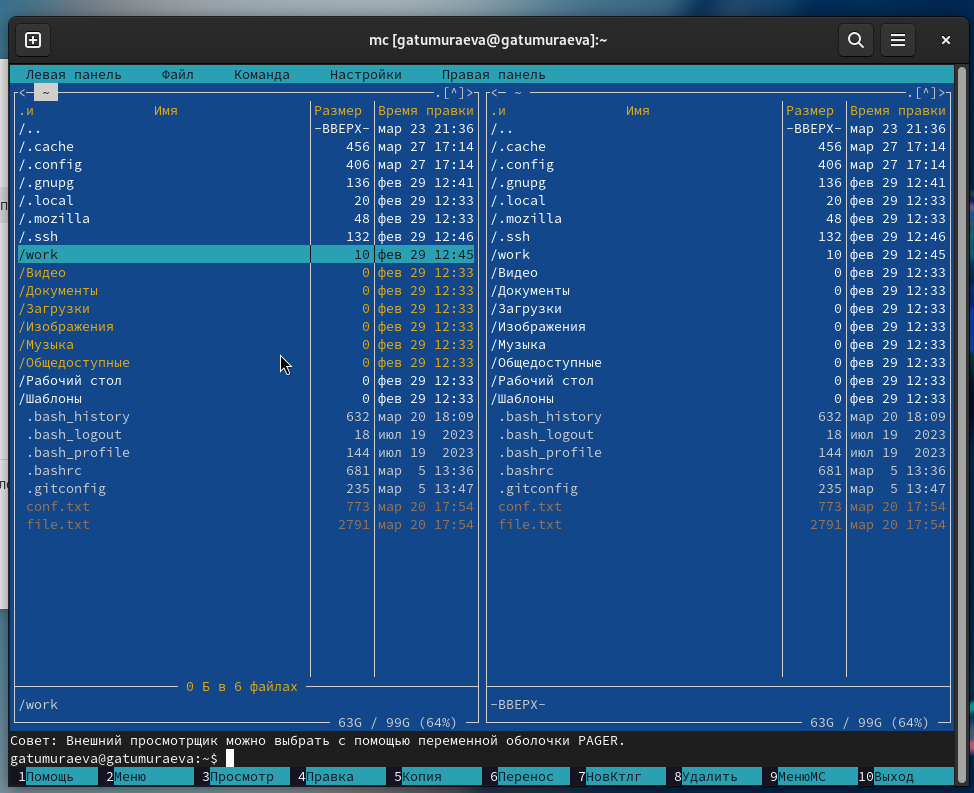 mc [gatumuraeva@gatumuraeva]:~
Левая панель Файл Команда Настройки Правая панель
<─ ~ .[^]> <─ ~ .[^]>
.и Имя Размер Время правки .и Имя Размер Время правки
/.. -ВВЕРХ- мар 23 21:36 /.. -ВВЕРХ- мар 23 21:36
/.cache 456 мар 27 17:14 /.cache 456 мар 27 17:14
/.config 406 мар 27 17:14 /.config 406 мар 27 17:14
/.gnupg 136 фев 29 12:41 /.gnupg 136 фев 29 12:41
/.local 20 фев 29 12:33 /.local 20 фев 29 12:33
/.mozilla 48 фев 29 12:33 /.mozilla 48 фев 29 12:33
/.ssh 132 фев 29 12:46 /.ssh 132 фев 29 12:46
/work 10 фев 29 12:45 /work 10 фев 29 12:45
/Видео 0 фев 29 12:33 /Видео 0 фев 29 12:33
/Документы 0 фев 29 12:33 /Документы 0 фев 29 12:33
/Загрузки 0 фев 29 12:33 /Загрузки 0 фев 29 12:33
/Изображения 0 фев 29 12:33 /Изображения 0 фев 29 12:33
/Музыка 0 фев 29 12:33 /Музыка 0 фев 29 12:33
/Общедоступные 0 фев 29 12:33 /Общедоступные 0 фев 29 12:33
/Рабочий стол 0 фев 29 12:33 /Рабочий стол 0 фев 29 12:33
/Шаблоны 0 фев 29 12:33 /Шаблоны 0 фев 29 12:33
.bash_history 632 мар 20 18:09 .bash_history 632 мар 20 18:09
.bash_logout 18 июл 19 2023 .bash_logout 18 июл 19 2023
.bash_profile 144 июл 19 2023 .bash_profile 144 июл 19 2023
.bashrc 681 мар 5 13:36 .bashrc 681 мар 5 13:36
.gitconfig 235 мар 5 13:47 .gitconfig 235 мар 5 13:47
conf.txt 773 мар 20 17:54 conf.txt 773 мар 20 17:54
file.txt 2791 мар 20 17:54 file.txt 2791 мар 20 17:54
0 Б в 6 файлах
/work -ВВЕРХ-
63G / 99G (64%) 63G / 99G (64%)
Совет: Внешний просмотрщик можно выбрать с помощью переменной оболочки PAGER.
gatumuraeva@gatumuraeva:~$
1Помощь 2Меню 3Просмотр 4Правка 5Копия 6Перенос 7НовКтлг 8Удалить 9МенюМС 10Выход